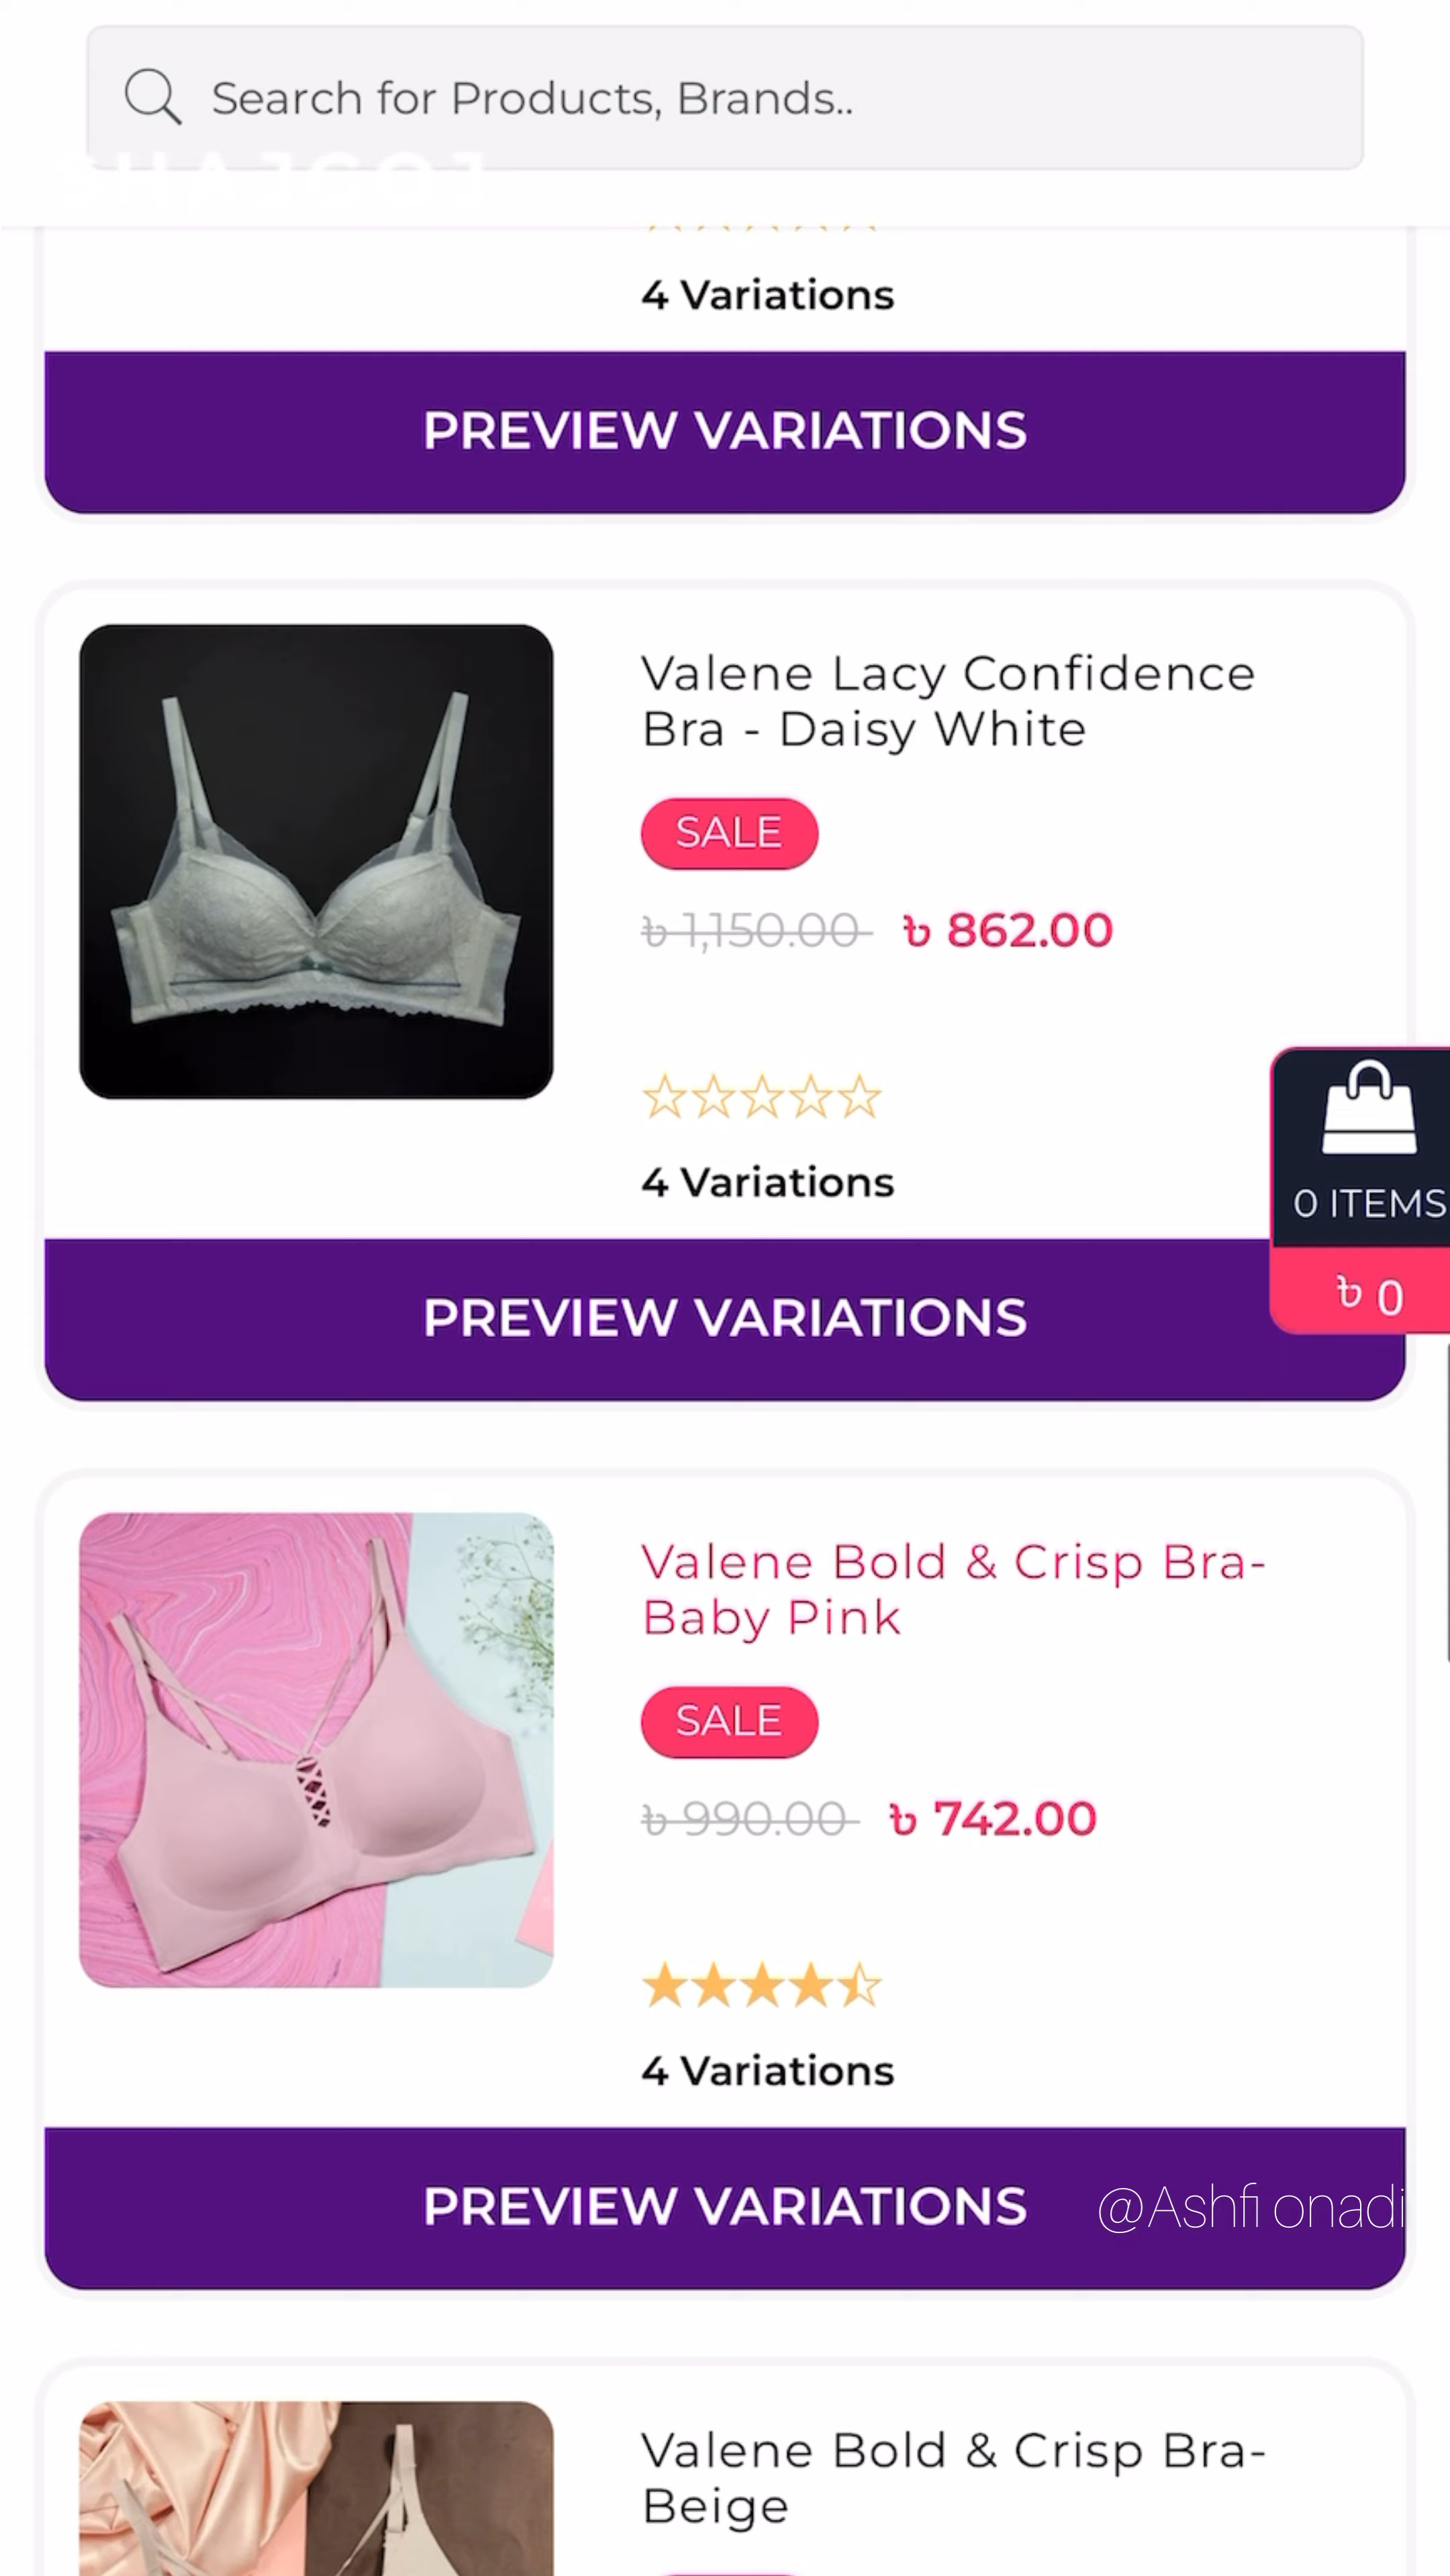 Search for Products, Brands..
SHAJGOJ
4 Variations
PREVIEW VARIATIONS
Valene Lacy Confidence
Bra - Daisy White
SALE
৳ 1,150.00 ৳ 862.00
4 Variations
0 ITEMS
৳ 0
PREVIEW VARIATIONS
Valene Bold & Crisp Bra-
Baby Pink
SALE
৳ 990.00 ৳ 742.00
4 Variations
PREVIEW VARIATIONS
@Ashfi onadi
Valene Bold & Crisp Bra-
Beige